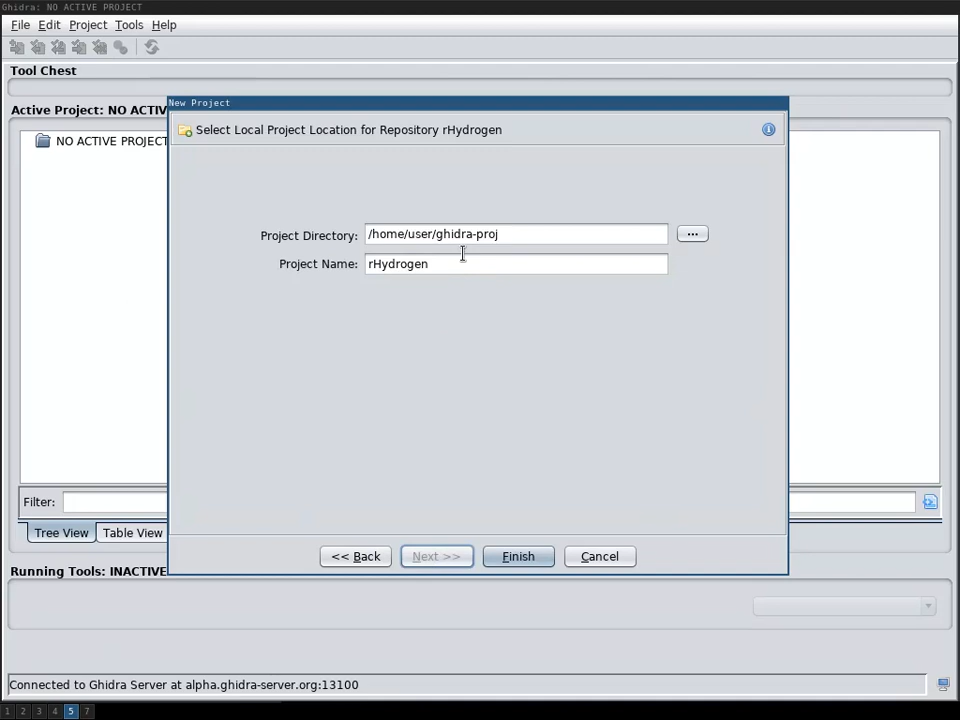 Ghidra: NO ACTIVE PROJECT
File Edit Project Tools Help
Tool Chest
Active Project: NO ACTIV
New Project
Select Local Project Location for Repository rHydrogen
NO ACTIVE PROJECT
Project Directory: /home/user/ghidra-proj ...
Project Name: rHydrogen
Filter:
Tree View Table View
<< Back Next >> Finish Cancel
Running Tools: INACTIVE
Connected to Ghidra Server at alpha.ghidra-server.org:13100
1 2 3 4 5 7